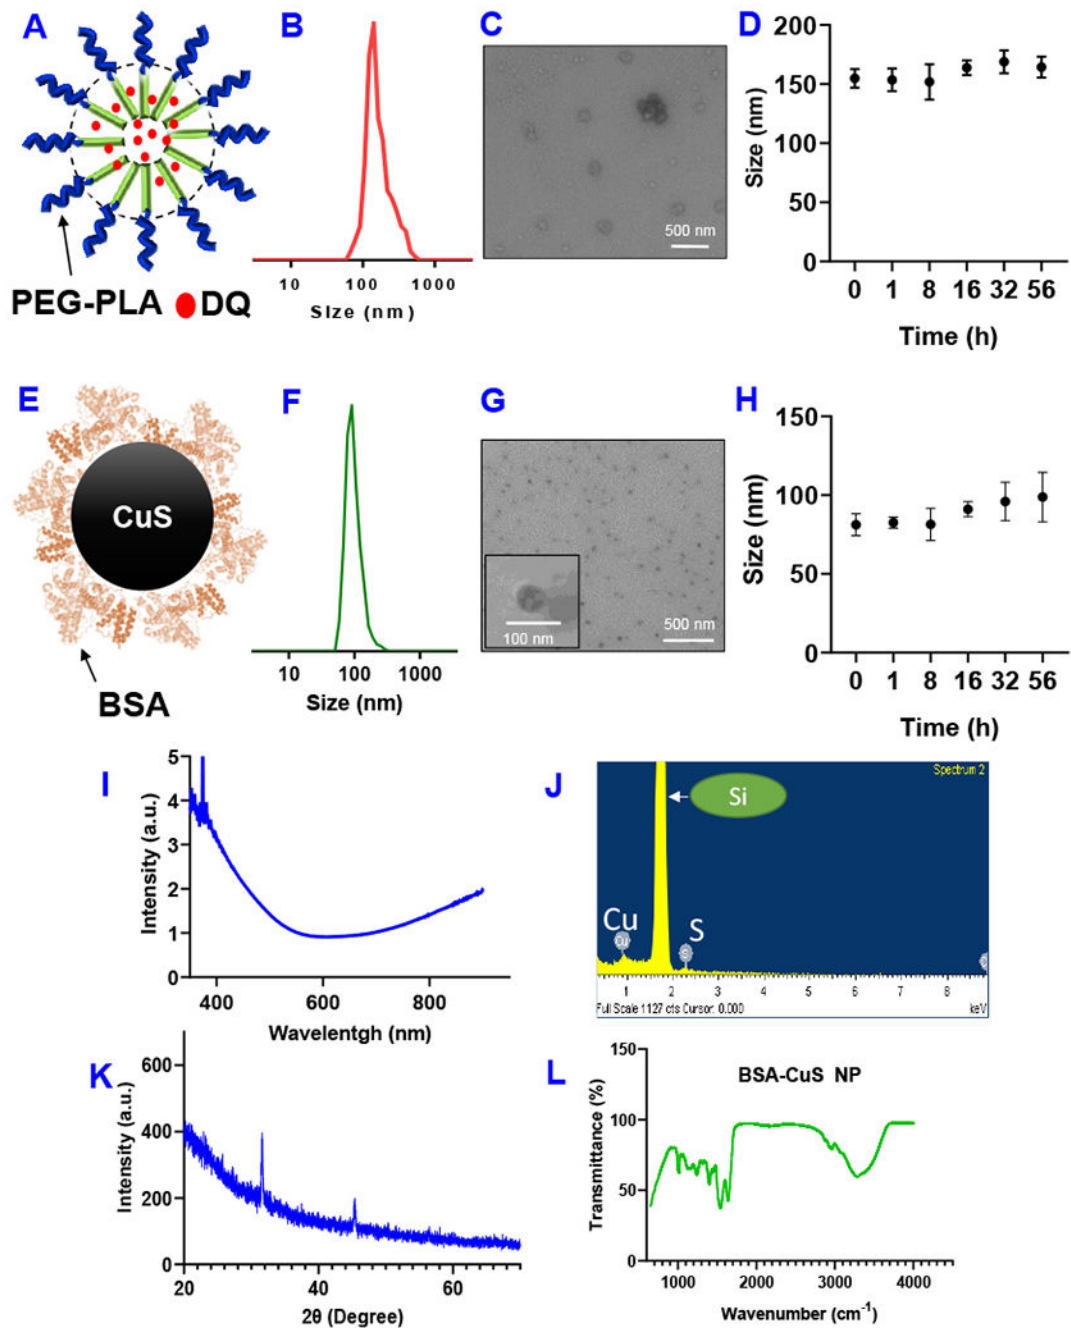 A
PEG-PLA DQ
B
10 100 1000
Size (nm)
C
500 nm
D
Size (nm)
200
150
100
50
0
0 1 8 16 32 56
Time (h)
E
CuS
BSA
F
10 100 1000
Size (nm)
G
100 nm
500 nm
H
Size (nm)
150
100
50
0
0 1 8 16 32 56
Time (h)
I
Intensity (a.u.)
5
4
3
2
1
0
400 600 800
Wavelentgh (nm)
J
Spectrum 2
Si
Cu
S
Cu
1 2 3 4 5 6 7 8
Full Scale 1127 cts Cursor: 0.000 keV
K
Intensity (a.u.)
600
400
200
0
20 40 60
2θ (Degree)
L
BSA-CuS NP
Transmittance (%)
150
100
50
0
1000 2000 3000 4000
Wavenumber (cm⁻¹)